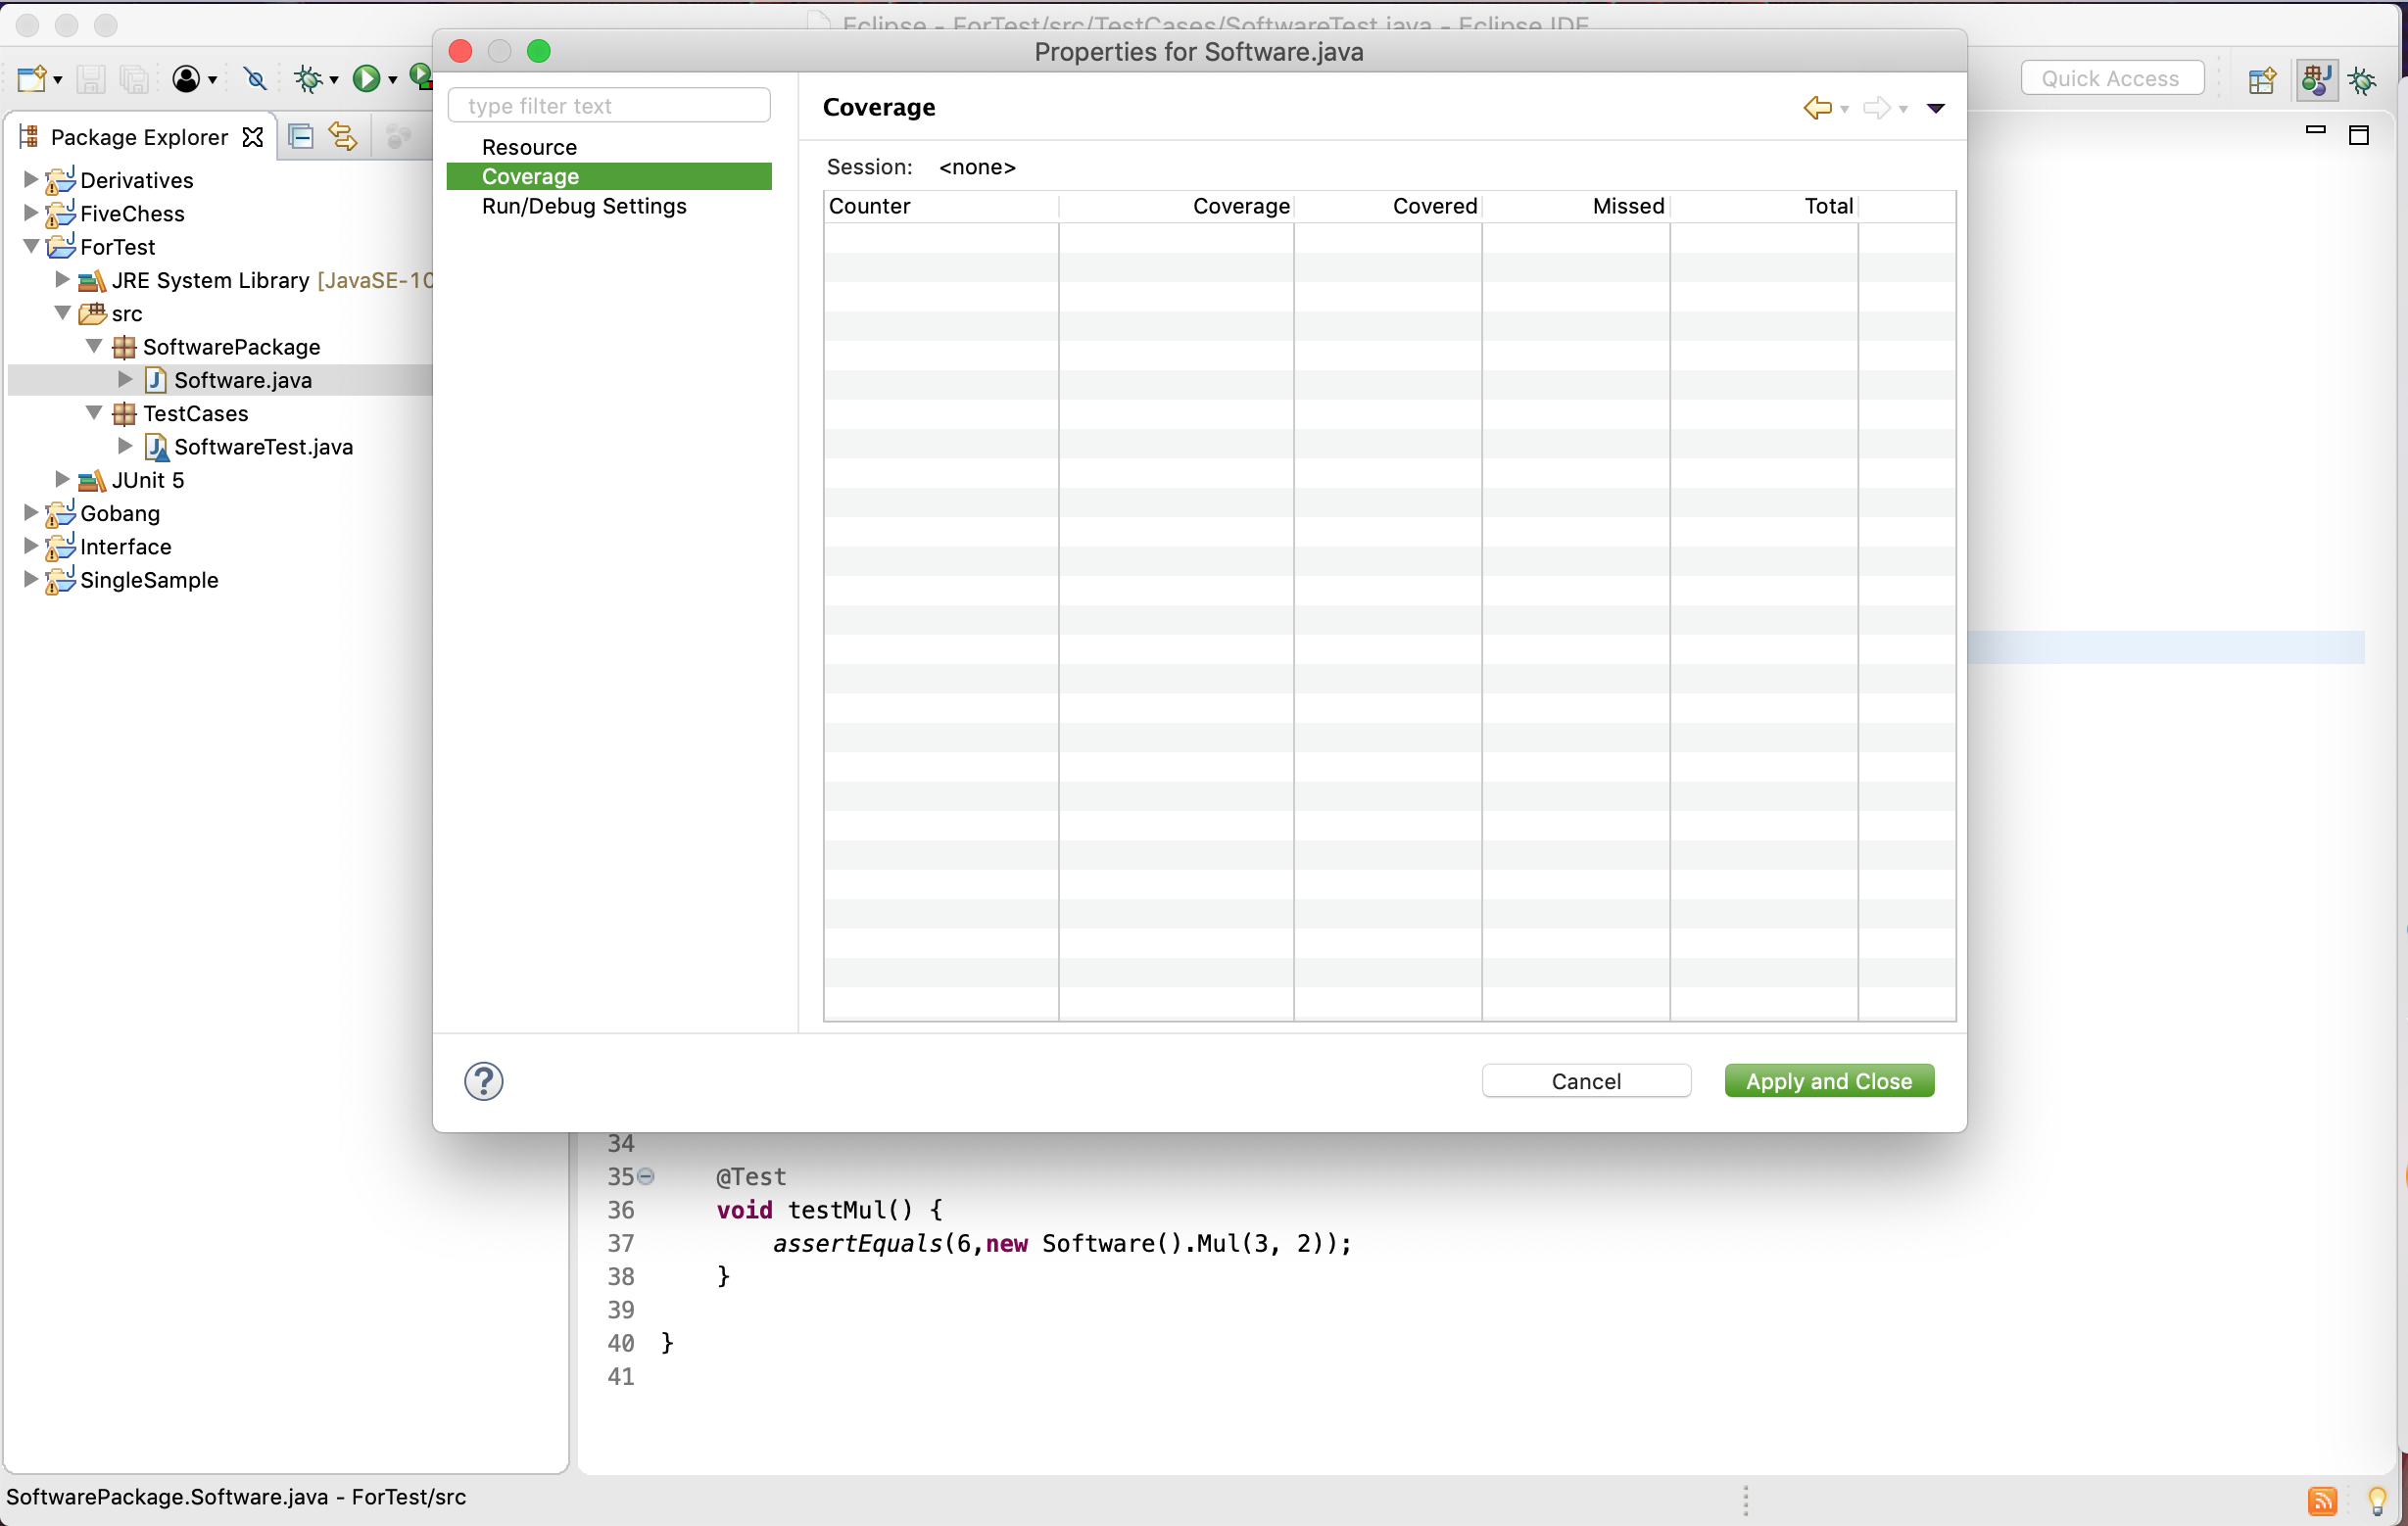 Eclipse - ForTest/src/TestCases/SoftwareTest.java - Eclipse IDE
Properties for Software.java
Quick Access
type filter text
Resource
Coverage
Run/Debug Settings
Coverage
Session: <none>
Counter Coverage Covered Missed Total
Package Explorer
Derivatives
FiveChess
ForTest
JRE System Library [JavaSE-10
src
SoftwarePackage
Software.java
TestCases
SoftwareTest.java
JUnit 5
Gobang
Interface
SingleSample
Cancel
Apply and Close
34
35 @Test
36 void testMul() {
37 assertEquals(6,new Software().Mul(3, 2));
38 }
39
40 }
41
SoftwarePackage.Software.java - ForTest/src